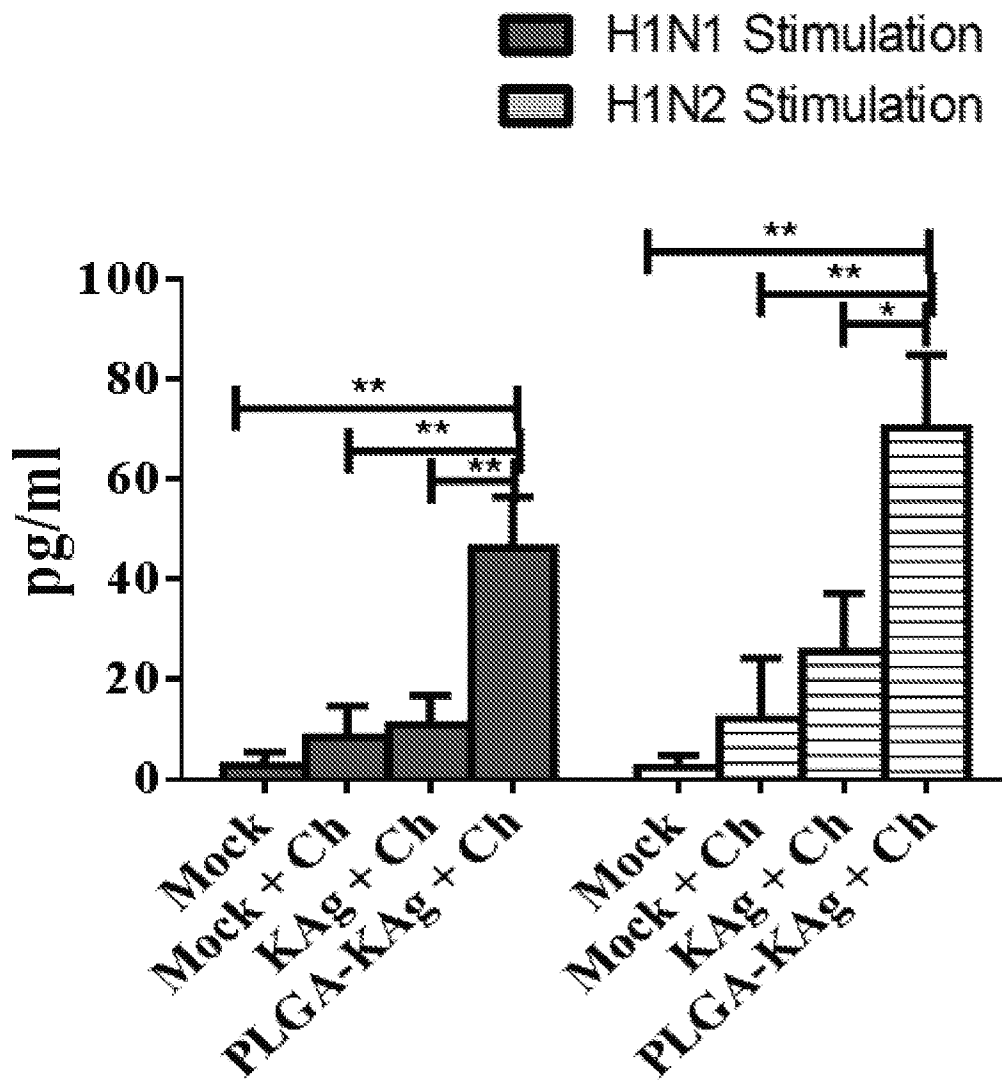 H1N1 Stimulation
H1N2 Stimulation
pg/ml
100
80
60
40
20
0
**
**
**
**
**
*
Mock
Mock + Ch
KAg + Ch
PLGA-KAg + Ch
Mock
Mock + Ch
KAg + Ch
PLGA-KAg + Ch